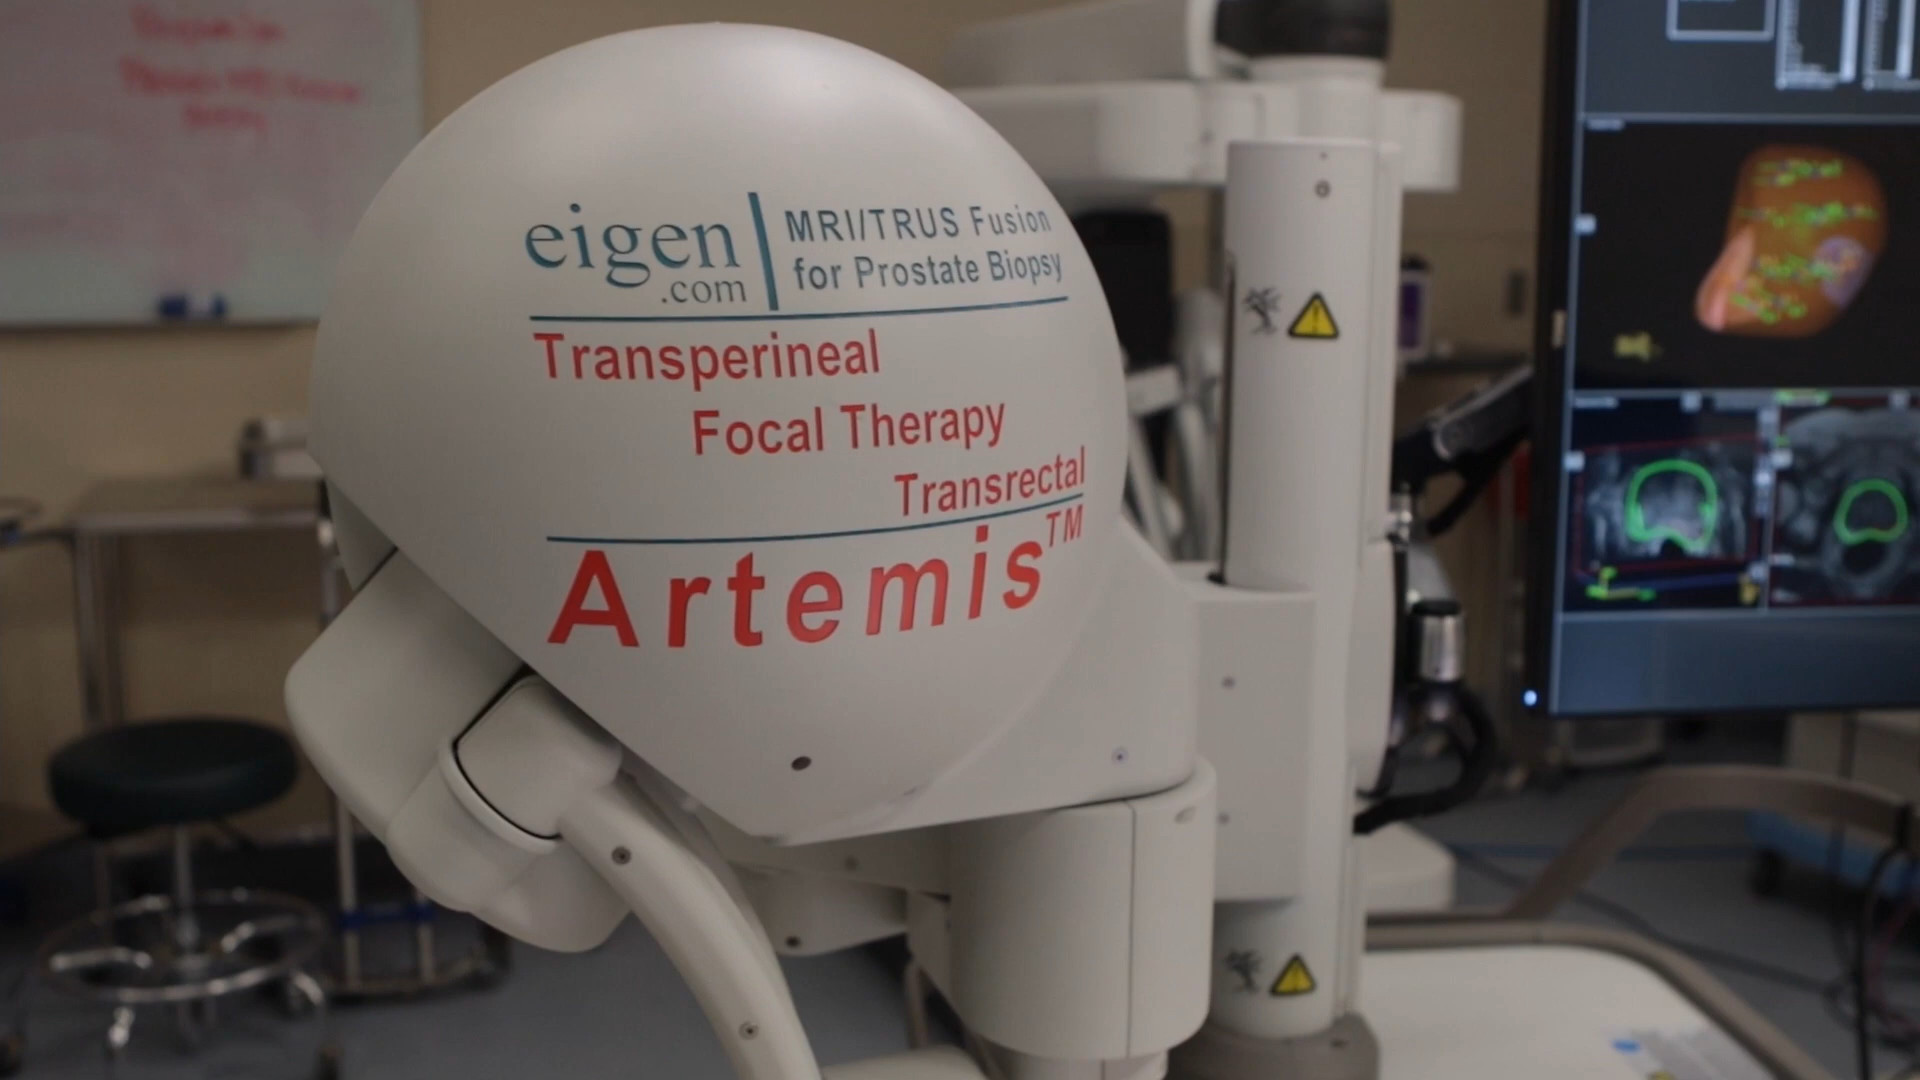 eigen
.com
MRI/TRUS Fusion
for Prostate Biopsy
Transperineal
Focal Therapy
Transrectal
Artemis™